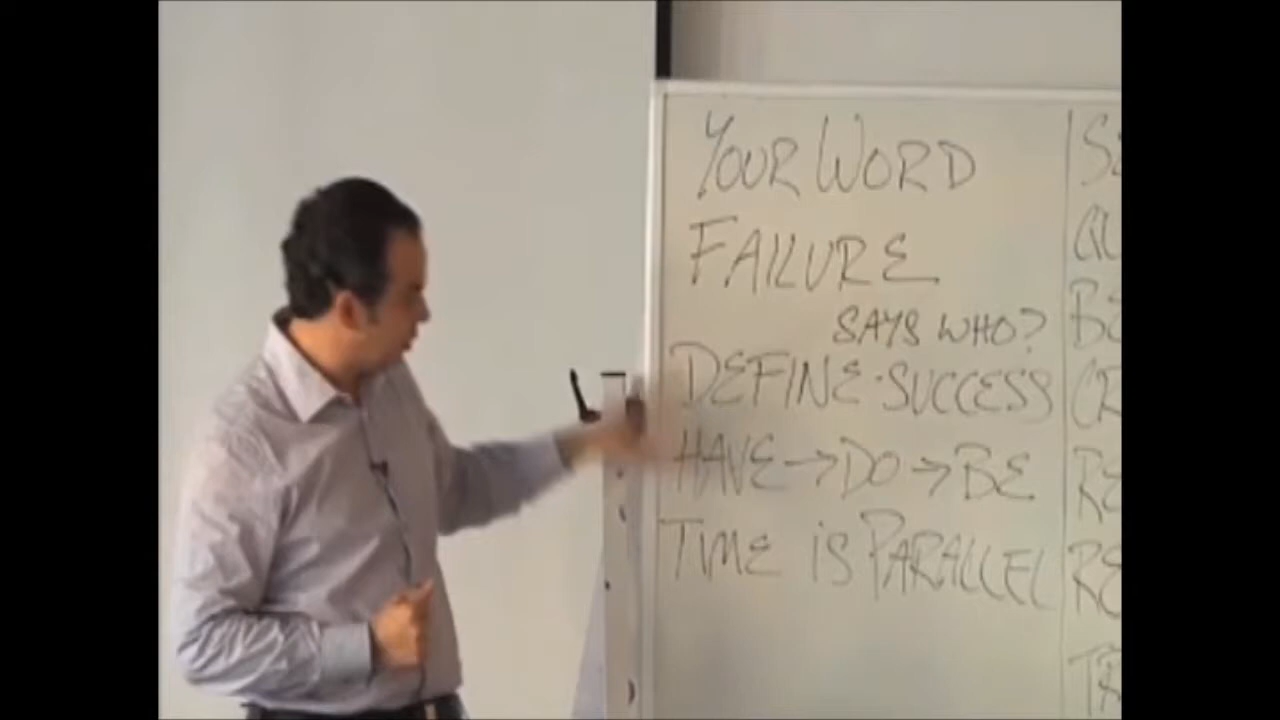 YOUR WORD
FAILURE
SAYS WHO?
DEFINE·SUCCESS
HAVE→DO→BE
TIME IS PARALLEL